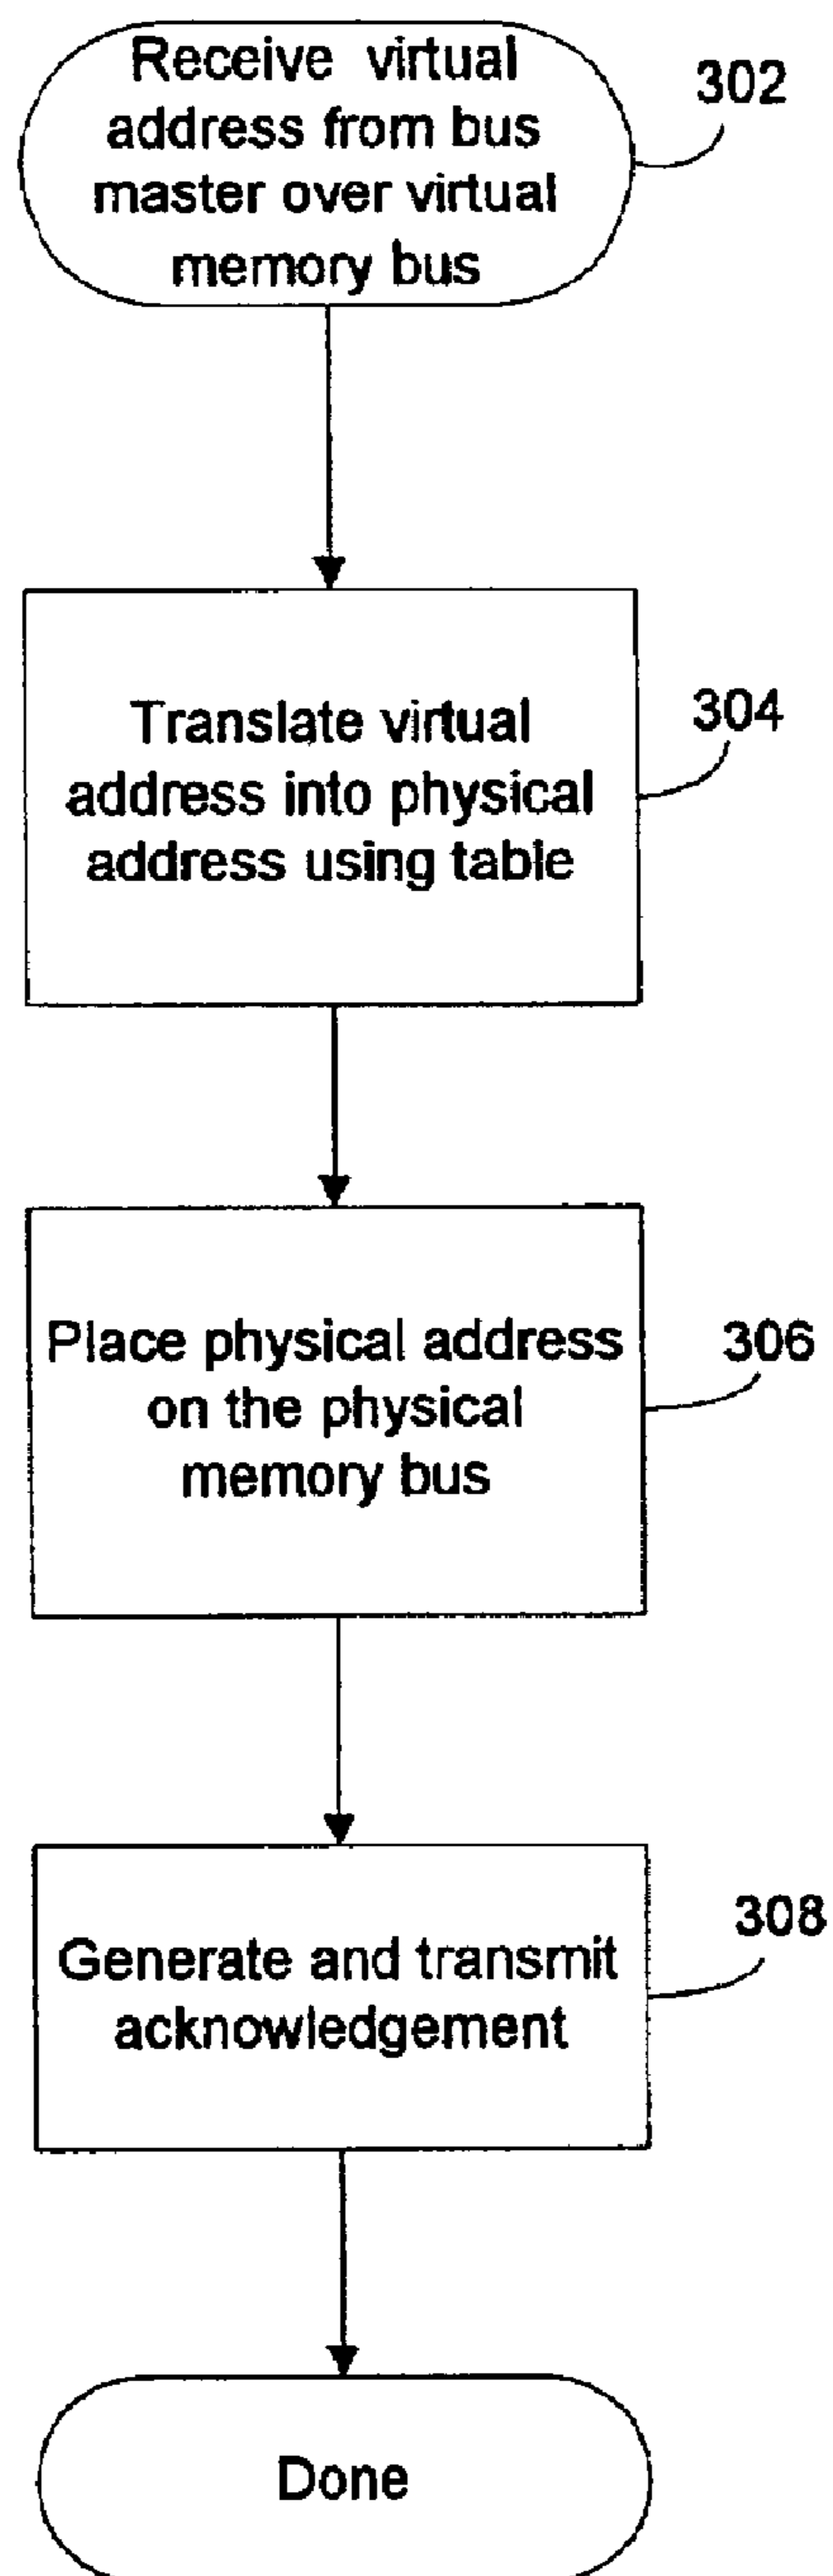 Receive virtual
address from bus
master over virtual
memory bus
302
Translate virtual
address into physical
address using table
304
Place physical address
on the physical
memory bus
306
Generate and transmit
acknowledgement
308
Done